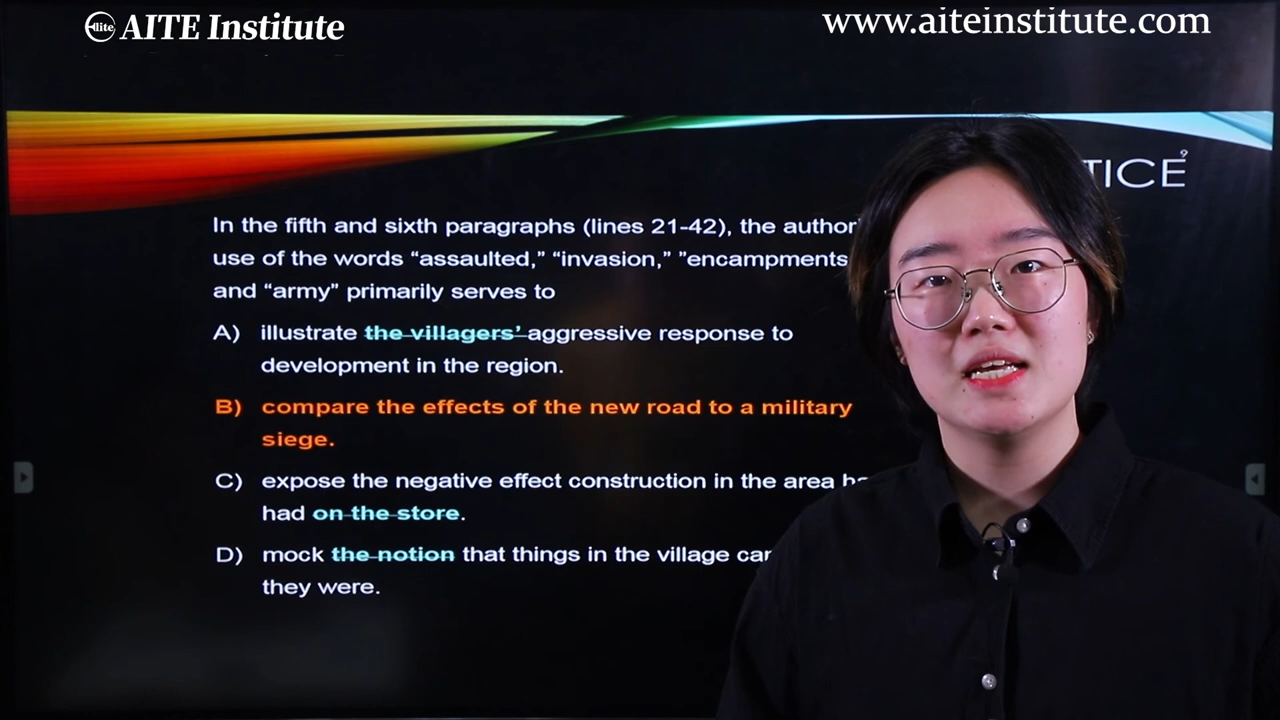 elite AITE Institute
www.aiteinstitute.com
TICE
In the fifth and sixth paragraphs (lines 21-42), the author
use of the words “assaulted,” “invasion,” ”encampments
and “army” primarily serves to
A) illustrate the villagers’ aggressive response to
development in the region.
B) compare the effects of the new road to a military
siege.
C) expose the negative effect construction in the area
had on the store.
D) mock the notion that things in the village
they were.